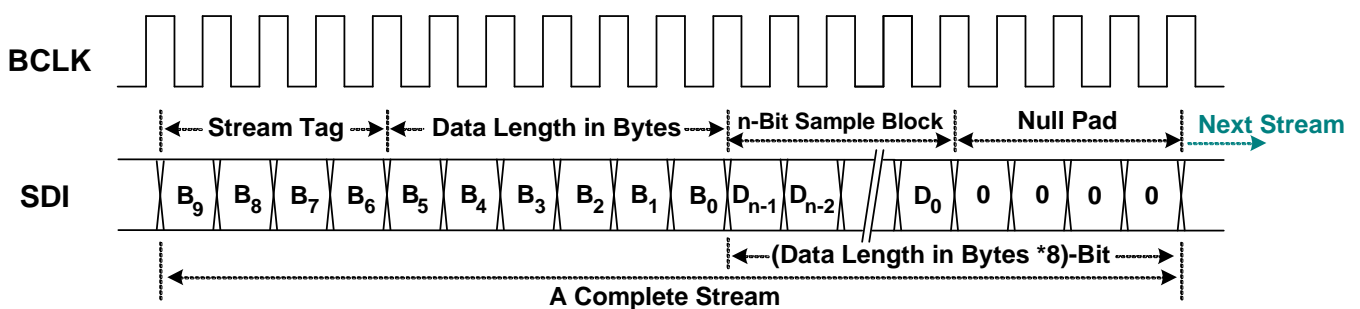 BCLK
Stream Tag Data Length in Bytes n-Bit Sample Block Null Pad Next Stream
SDI B9 B8 B7 B6 B5 B4 B3 B2 B1 B0 Dn-1 Dn-2 D0 0 0 0 0
(Data Length in Bytes *8)-Bit
A Complete Stream